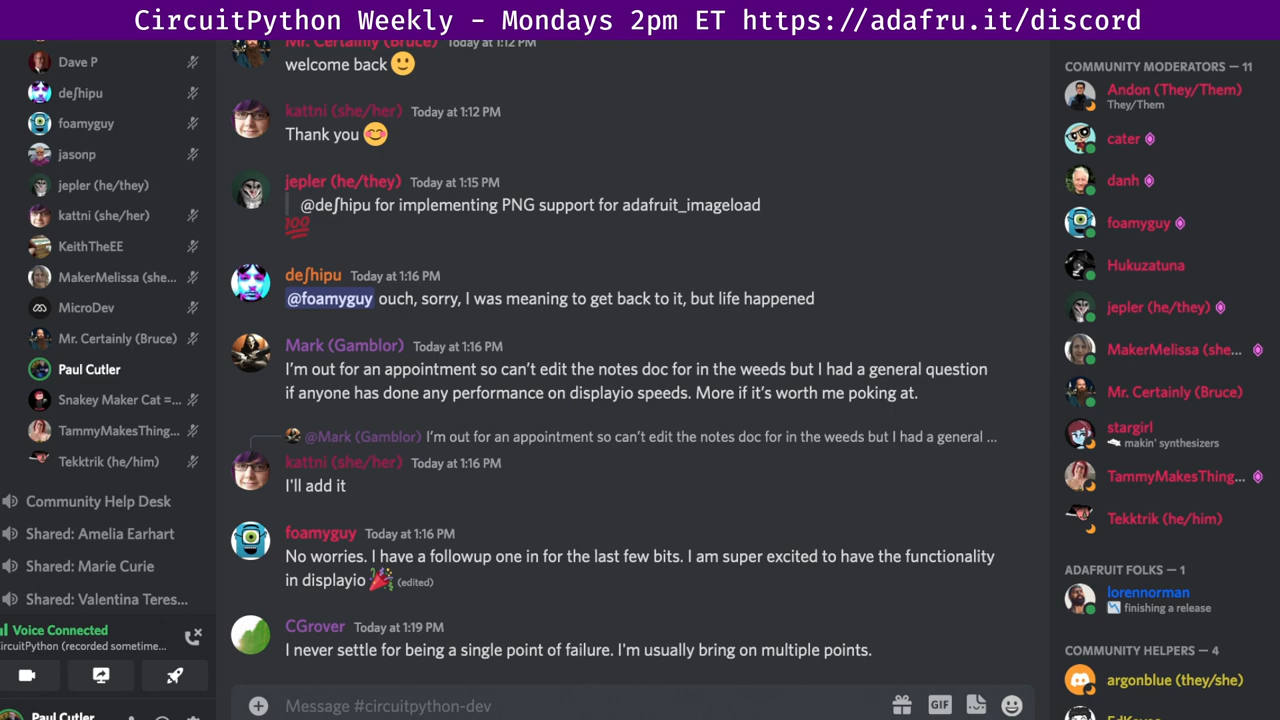 CircuitPython Weekly - Mondays 2pm ET https://adafru.it/discord
Dave P
deʃhipu
foamyguy
jasonp
jepler (he/they)
kattni (she/her)
KeithTheEE
MakerMelissa (she...
MicroDev
Mr. Certainly (Bruce)
Paul Cutler
Snakey Maker Cat =...
TammyMakesThing...
Tekktrik (he/him)
Community Help Desk
Shared: Amelia Earhart
Shared: Marie Curie
Shared: Valentina Teres...
Voice Connected
CircuitPython (recorded sometime...
Paul Cutler
Mr. Certainly (Bruce) Today at 1:12 PM
welcome back 🙂
kattni (she/her) Today at 1:12 PM
Thank you 😊
jepler (he/they) Today at 1:15 PM
@deʃhipu for implementing PNG support for adafruit_imageload
💯
deʃhipu Today at 1:16 PM
@foamyguy ouch, sorry, I was meaning to get back to it, but life happened
Mark (Gamblor) Today at 1:16 PM
I'm out for an appointment so can't edit the notes doc for in the weeds but I had a general question
if anyone has done any performance on displayio speeds. More if it's worth me poking at.
@Mark (Gamblor) I'm out for an appointment so can't edit the notes doc for in the weeds but I had a general ...
kattni (she/her) Today at 1:16 PM
I'll add it
foamyguy Today at 1:16 PM
No worries. I have a followup one in for the last few bits. I am super excited to have the functionality
in displayio 🎉 (edited)
CGrover Today at 1:19 PM
I never settle for being a single point of failure. I'm usually bring on multiple points.
Message #circuitpython-dev
GIF
COMMUNITY MODERATORS — 11
Andon (They/Them)
They/Them
cater
danh
foamyguy
Hukuzatuna
jepler (he/they)
MakerMelissa (she...
Mr. Certainly (Bruce)
stargirl
makin' synthesizers
TammyMakesThing...
Tekktrik (he/him)
ADAFRUIT FOLKS — 1
lorennorman
finishing a release
COMMUNITY HELPERS — 4
argonblue (they/she)